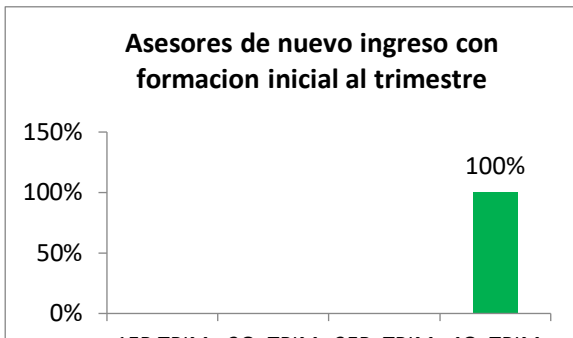 Asesores de nuevo ingreso con
formacion inicial al trimestre
150%
100%
100%
50%
0%